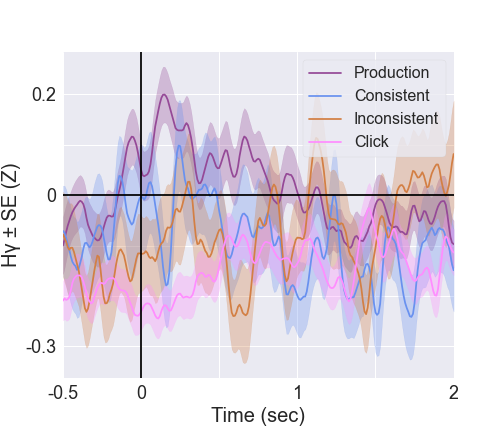 Production
Consistent
Inconsistent
Click
0.2
0
-0.3
Hγ ± SE (Z)
-0.5
0
1
2
Time (sec)